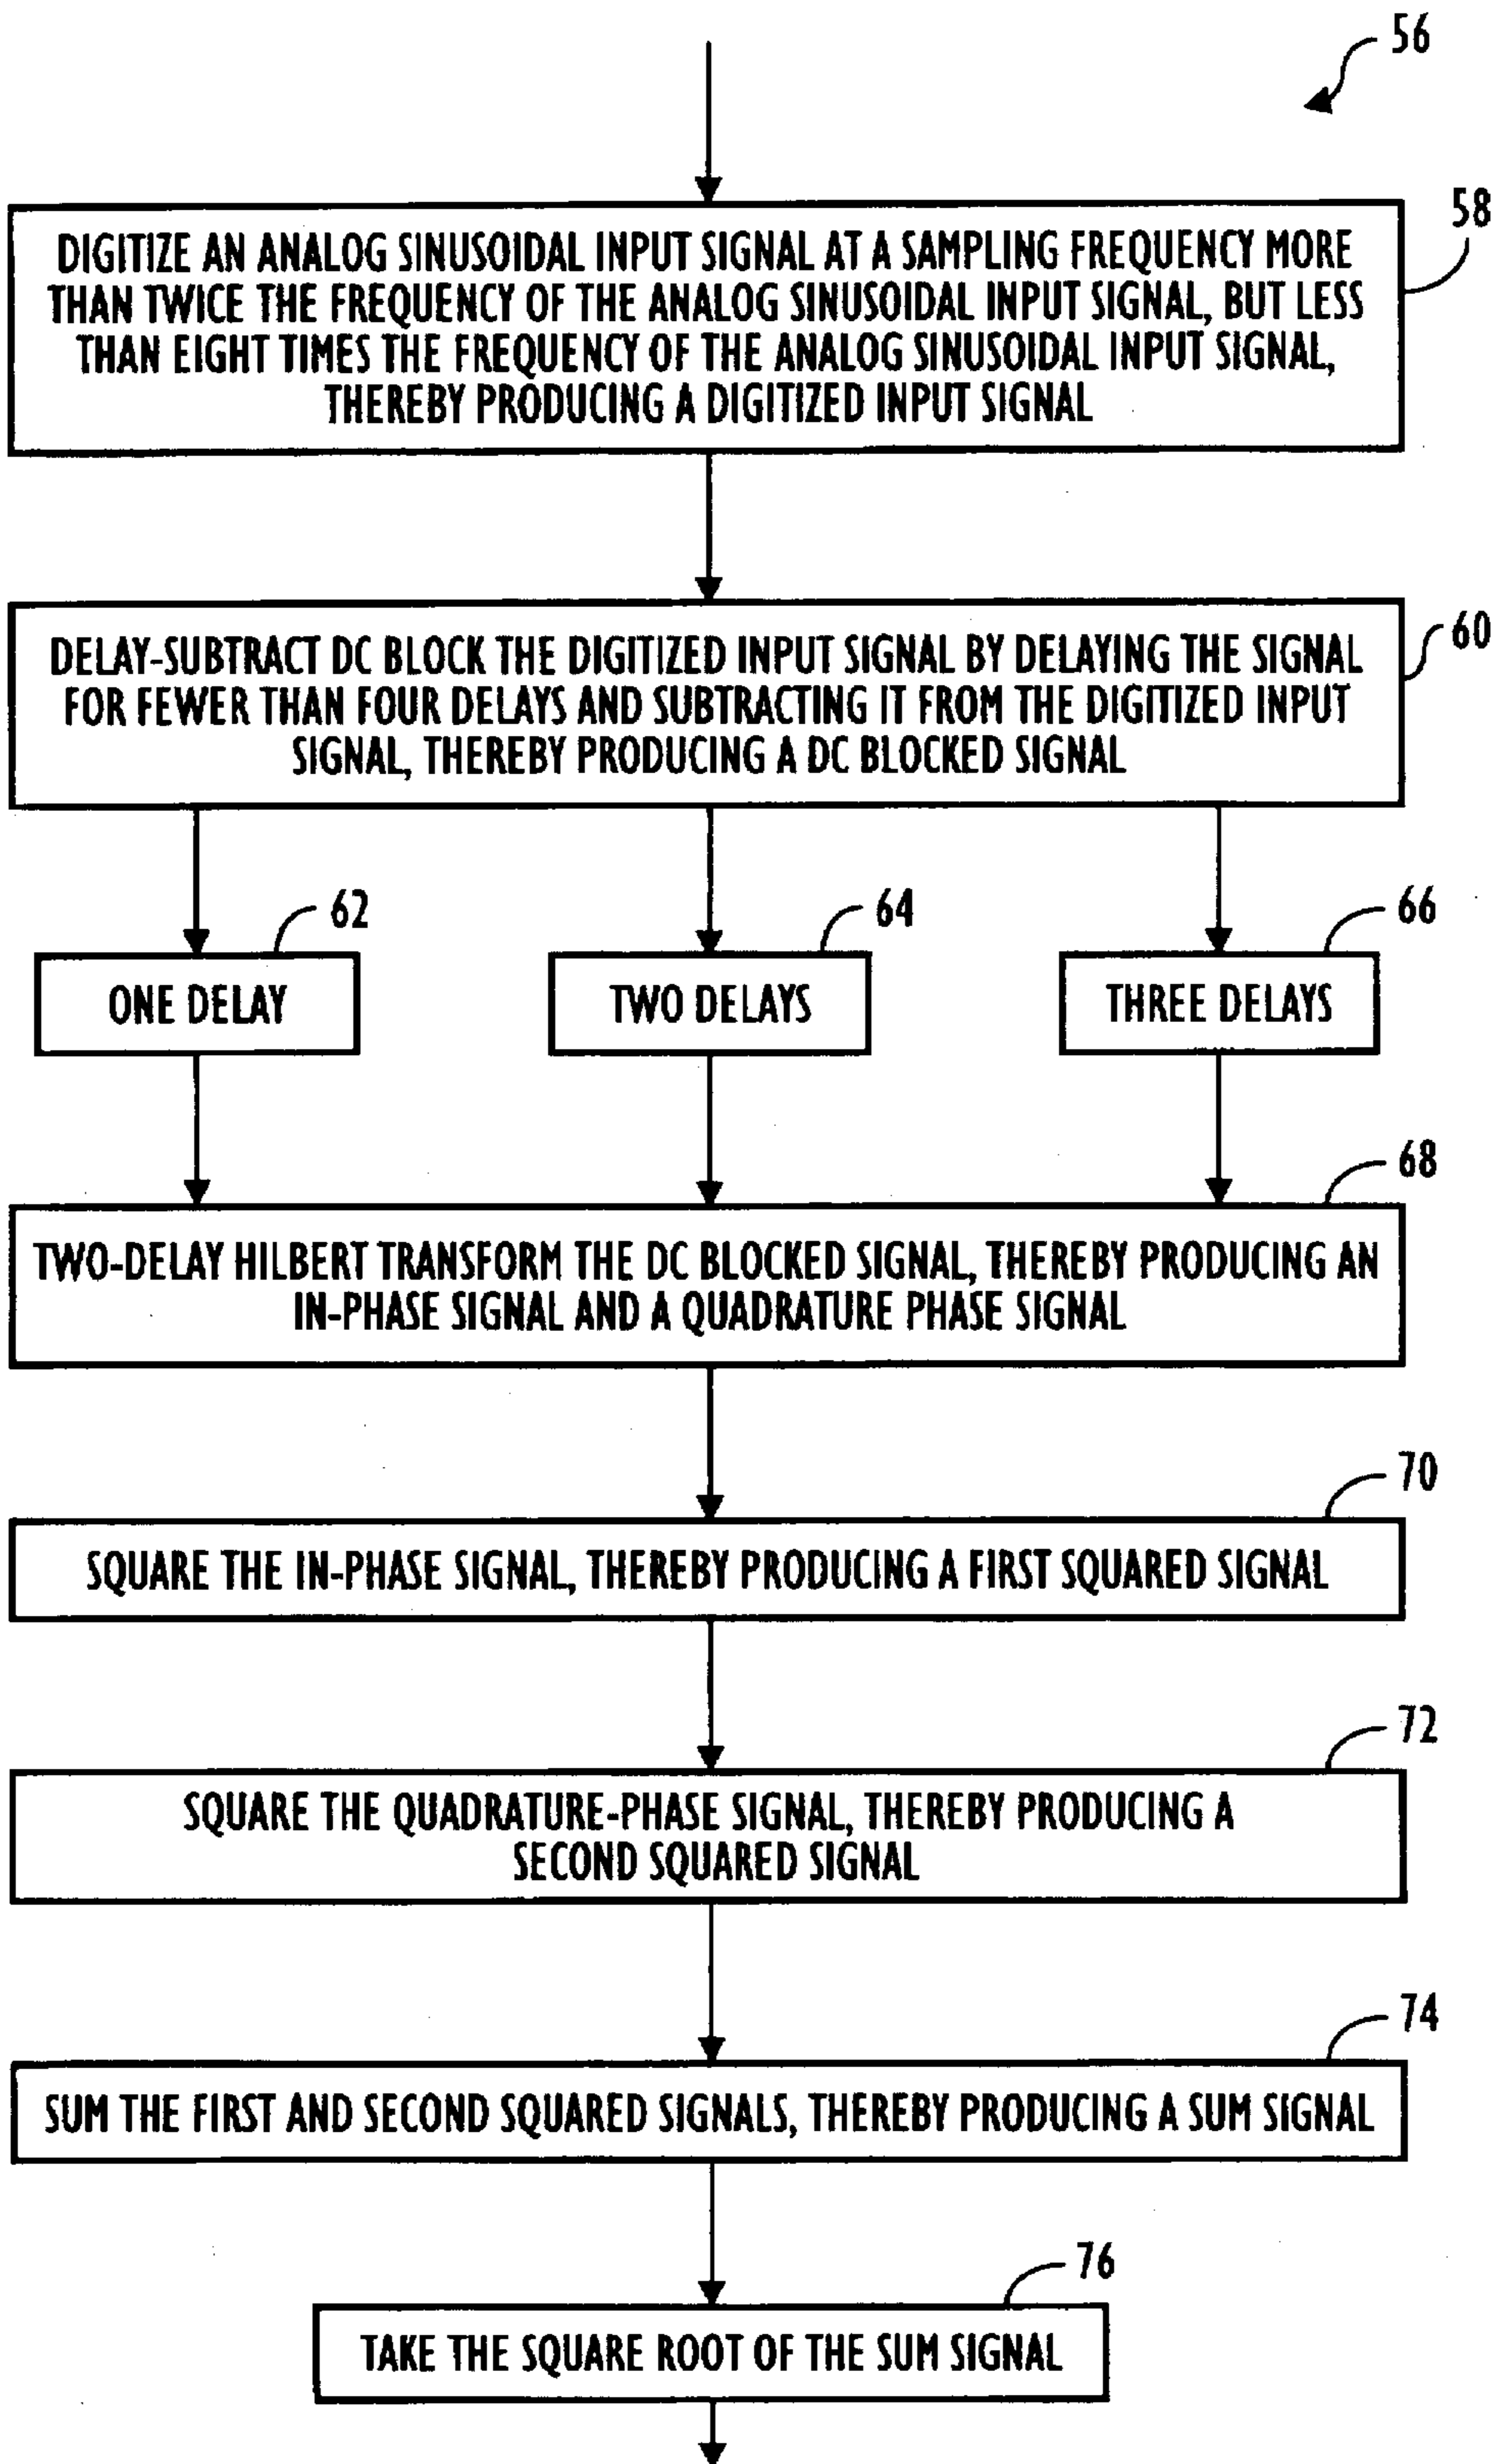 56
58
DIGITIZE AN ANALOG SINUSOIDAL INPUT SIGNAL AT A SAMPLING FREQUENCY MORE
THAN TWICE THE FREQUENCY OF THE ANALOG SINUSOIDAL INPUT SIGNAL, BUT LESS
THAN EIGHT TIMES THE FREQUENCY OF THE ANALOG SINUSOIDAL INPUT SIGNAL,
THEREBY PRODUCING A DIGITIZED INPUT SIGNAL
60
DELAY-SUBTRACT DC BLOCK THE DIGITIZED INPUT SIGNAL BY DELAYING THE SIGNAL
FOR FEWER THAN FOUR DELAYS AND SUBTRACTING IT FROM THE DIGITIZED INPUT
SIGNAL, THEREBY PRODUCING A DC BLOCKED SIGNAL
62
64
66
ONE DELAY
TWO DELAYS
THREE DELAYS
68
TWO-DELAY HILBERT TRANSFORM THE DC BLOCKED SIGNAL, THEREBY PRODUCING AN
IN-PHASE SIGNAL AND A QUADRATURE PHASE SIGNAL
70
SQUARE THE IN-PHASE SIGNAL, THEREBY PRODUCING A FIRST SQUARED SIGNAL
72
SQUARE THE QUADRATURE-PHASE SIGNAL, THEREBY PRODUCING A
SECOND SQUARED SIGNAL
74
SUM THE FIRST AND SECOND SQUARED SIGNALS, THEREBY PRODUCING A SUM SIGNAL
76
TAKE THE SQUARE ROOT OF THE SUM SIGNAL